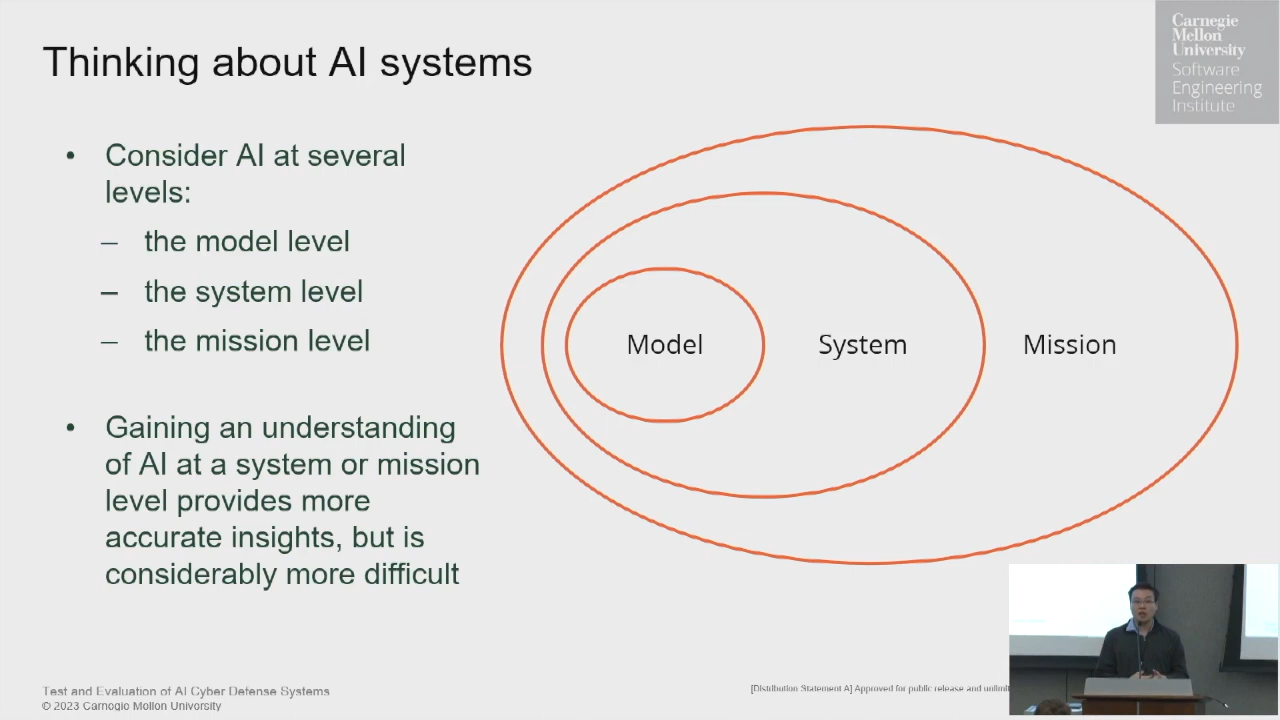 Thinking about AI systems
Carnegie
Mellon
University
Software
Engineering
Institute
• Consider AI at several
levels:
– the model level
– the system level
– the mission level
• Gaining an understanding
of AI at a system or mission
level provides more
accurate insights, but is
considerably more difficult
Model
System
Mission
Test and Evaluation of AI Cyber Defense Systems
© 2023 Carnegie Mellon University
[Distribution Statement A] Approved for public release and